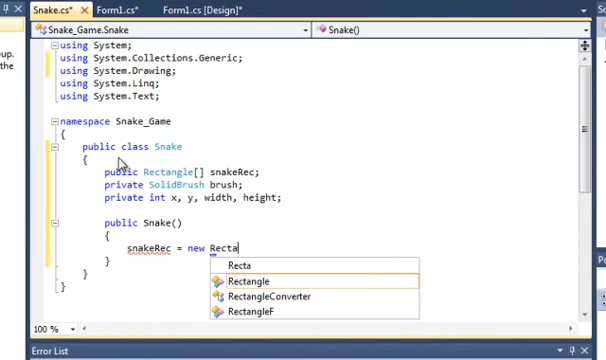 Snake.cs* Form1.cs* Form1.cs [Design]*
Snake_Game.Snake Snake()
using System;
using System.Collections.Generic;
using System.Drawing;
using System.Linq;
using System.Text;
namespace Snake_Game
{
public class Snake
{
public Rectangle[] snakeRec;
private SolidBrush brush;
private int x, y, width, height;
public Snake()
{
snakeRec = new Recta
}
}
}
Recta
Rectangle
RectangleConverter
RectangleF
100 %
Error List
oup.
the